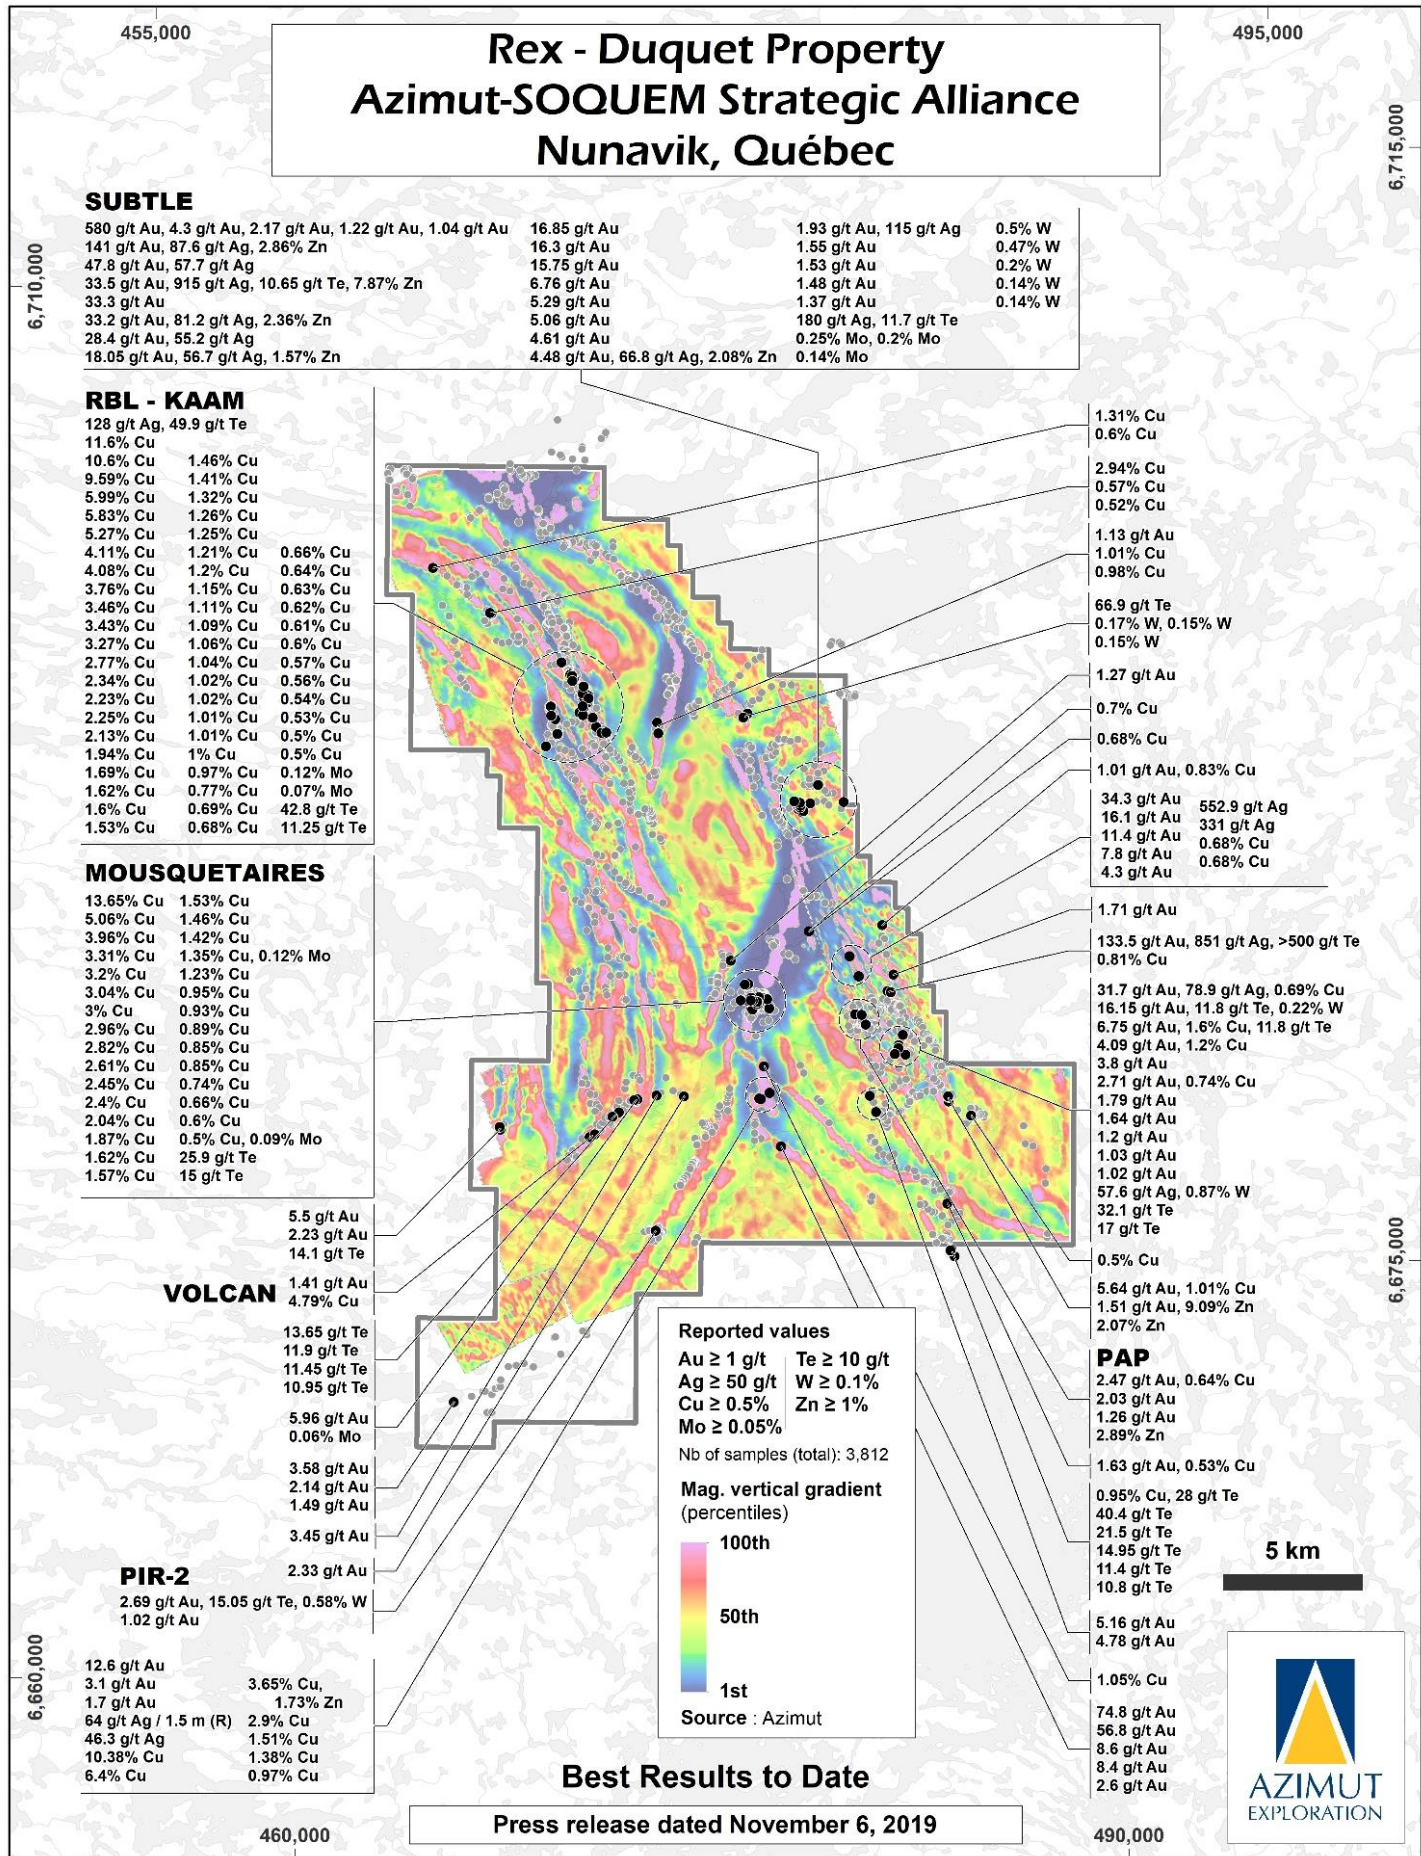 455,000
495,000
Rex - Duquet Property
Azimut-SOQUEM Strategic Alliance
Nunavik, Québec
6,715,000
6,710,000
SUBTLE
580 g/t Au, 4.3 g/t Au, 2.17 g/t Au, 1.22 g/t Au, 1.04 g/t Au
141 g/t Au, 87.6 g/t Ag, 2.86% Zn
47.8 g/t Au, 57.7 g/t Ag
33.5 g/t Au, 915 g/t Ag, 10.65 g/t Te, 7.87% Zn
33.3 g/t Au
33.2 g/t Au, 81.2 g/t Ag, 2.36% Zn
28.4 g/t Au, 55.2 g/t Ag
18.05 g/t Au, 56.7 g/t Ag, 1.57% Zn
16.85 g/t Au
16.3 g/t Au
15.75 g/t Au
6.76 g/t Au
5.29 g/t Au
5.06 g/t Au
4.61 g/t Au
4.48 g/t Au, 66.8 g/t Ag, 2.08% Zn
1.93 g/t Au, 115 g/t Ag
1.55 g/t Au
1.53 g/t Au
1.48 g/t Au
1.37 g/t Au
180 g/t Ag, 11.7 g/t Te
0.25% Mo, 0.2% Mo
0.14% Mo
0.5% W
0.47% W
0.2% W
0.14% W
0.14% W
RBL - KAAM
128 g/t Ag, 49.9 g/t Te
11.6% Cu
10.6% Cu
9.59% Cu
5.99% Cu
5.83% Cu
5.27% Cu
4.11% Cu
4.08% Cu
3.76% Cu
3.46% Cu
3.43% Cu
3.27% Cu
2.77% Cu
2.34% Cu
2.23% Cu
2.25% Cu
2.13% Cu
1.94% Cu
1.69% Cu
1.62% Cu
1.6% Cu
1.53% Cu
1.46% Cu
1.41% Cu
1.32% Cu
1.26% Cu
1.25% Cu
1.21% Cu
1.2% Cu
1.15% Cu
1.11% Cu
1.09% Cu
1.06% Cu
1.04% Cu
1.02% Cu
1.02% Cu
1.01% Cu
1.01% Cu
1% Cu
0.97% Cu
0.77% Cu
0.69% Cu
0.68% Cu
0.66% Cu
0.64% Cu
0.63% Cu
0.62% Cu
0.61% Cu
0.6% Cu
0.57% Cu
0.56% Cu
0.54% Cu
0.53% Cu
0.5% Cu
0.5% Cu
0.12% Mo
0.07% Mo
42.8 g/t Te
11.25 g/t Te
MOUSQUETAIRES
13.65% Cu
5.06% Cu
3.96% Cu
3.31% Cu
3.2% Cu
3.04% Cu
3% Cu
2.96% Cu
2.82% Cu
2.61% Cu
2.45% Cu
2.4% Cu
2.04% Cu
1.87% Cu
1.62% Cu
1.57% Cu
1.53% Cu
1.46% Cu
1.42% Cu
1.35% Cu, 0.12% Mo
1.23% Cu
0.95% Cu
0.93% Cu
0.89% Cu
0.85% Cu
0.85% Cu
0.74% Cu
0.66% Cu
0.6% Cu
0.5% Cu, 0.09% Mo
25.9 g/t Te
15 g/t Te
5.5 g/t Au
2.23 g/t Au
14.1 g/t Te
VOLCAN
1.41 g/t Au
4.79% Cu
13.65 g/t Te
11.9 g/t Te
11.45 g/t Te
10.95 g/t Te
5.96 g/t Au
0.06% Mo
3.58 g/t Au
2.14 g/t Au
1.49 g/t Au
3.45 g/t Au
2.33 g/t Au
PIR-2
2.69 g/t Au, 15.05 g/t Te, 0.58% W
1.02 g/t Au
12.6 g/t Au
3.1 g/t Au
1.7 g/t Au
64 g/t Ag / 1.5 m (R)
46.3 g/t Ag
10.38% Cu
6.4% Cu
3.65% Cu,
1.73% Zn
2.9% Cu
1.51% Cu
1.38% Cu
0.97% Cu
6,660,000
1.31% Cu
0.6% Cu
2.94% Cu
0.57% Cu
0.52% Cu
1.13 g/t Au
1.01% Cu
0.98% Cu
66.9 g/t Te
0.17% W, 0.15% W
0.15% W
1.27 g/t Au
0.7% Cu
0.68% Cu
1.01 g/t Au, 0.83% Cu
34.3 g/t Au
16.1 g/t Au
11.4 g/t Au
7.8 g/t Au
4.3 g/t Au
552.9 g/t Ag
331 g/t Ag
0.68% Cu
0.68% Cu
1.71 g/t Au
133.5 g/t Au, 851 g/t Ag, >500 g/t Te
0.81% Cu
31.7 g/t Au, 78.9 g/t Ag, 0.69% Cu
16.15 g/t Au, 11.8 g/t Te, 0.22% W
6.75 g/t Au, 1.6% Cu, 11.8 g/t Te
4.09 g/t Au, 1.2% Cu
3.8 g/t Au
2.71 g/t Au, 0.74% Cu
1.79 g/t Au
1.64 g/t Au
1.2 g/t Au
1.03 g/t Au
1.02 g/t Au
57.6 g/t Ag, 0.87% W
32.1 g/t Te
17 g/t Te
0.5% Cu
5.64 g/t Au, 1.01% Cu
1.51 g/t Au, 9.09% Zn
2.07% Zn
6,675,000
PAP
2.47 g/t Au, 0.64% Cu
2.03 g/t Au
1.26 g/t Au
2.89% Zn
1.63 g/t Au, 0.53% Cu
0.95% Cu, 28 g/t Te
40.4 g/t Te
21.5 g/t Te
14.95 g/t Te
11.4 g/t Te
10.8 g/t Te
5.16 g/t Au
4.78 g/t Au
1.05% Cu
74.8 g/t Au
56.8 g/t Au
8.6 g/t Au
8.4 g/t Au
2.6 g/t Au
Reported values
Au ≥ 1 g/t
Ag ≥ 50 g/t
Cu ≥ 0.5%
Mo ≥ 0.05%
Te ≥ 10 g/t
W ≥ 0.1%
Zn ≥ 1%
Nb of samples (total): 3,812
Mag. vertical gradient
(percentiles)
100th
50th
1st
Source : Azimut
5 km
AZIMUT
EXPLORATION
Best Results to Date
Press release dated November 6, 2019
460,000
490,000